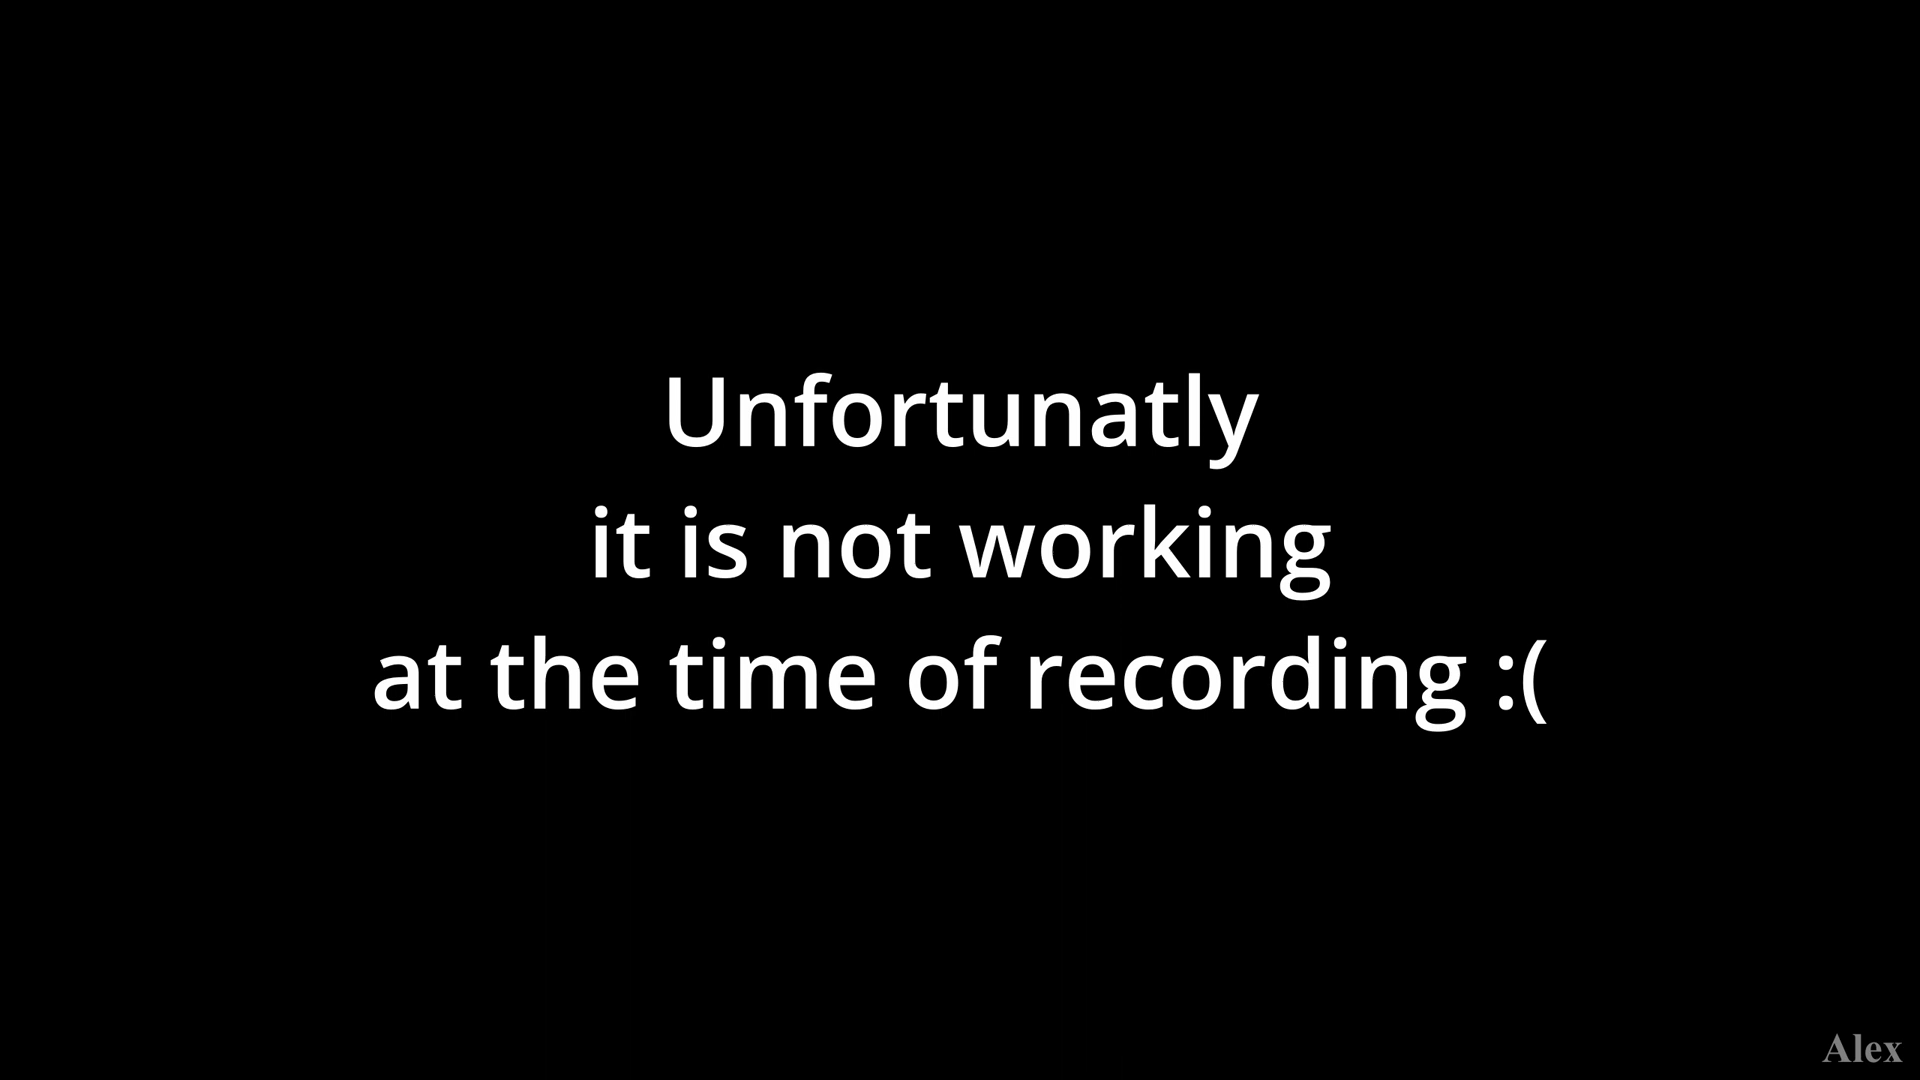 Unfortunatly
it is not working
at the time of recording :(
Alex